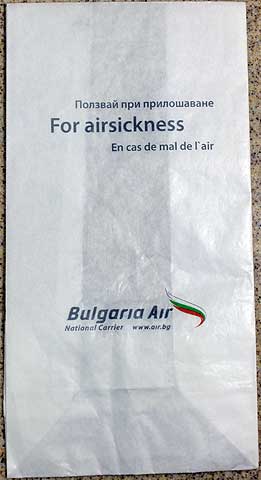 Ползвай при прилошаване
For airsickness
En cas de mal de l`air
Bulgaria Air
National Carrier www.air.bg